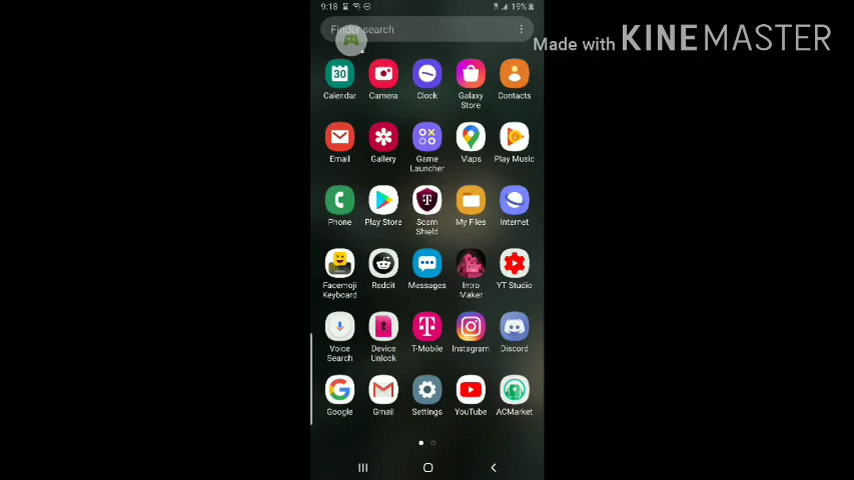 9:18
19%
Finder search
Made with KINEMASTER
30
Calendar
Camera
Clock
Galaxy Store
Contacts
Email
Gallery
Game Launcher
Maps
Play Music
Phone
Play Store
Scam Shield
My Files
Internet
Facemoji Keyboard
Reddit
Messages
Intro Maker
YT Studio
Voice Search
Device Unlock
T-Mobile
Instagram
Discord
Google
Gmail
Settings
YouTube
ACMarket